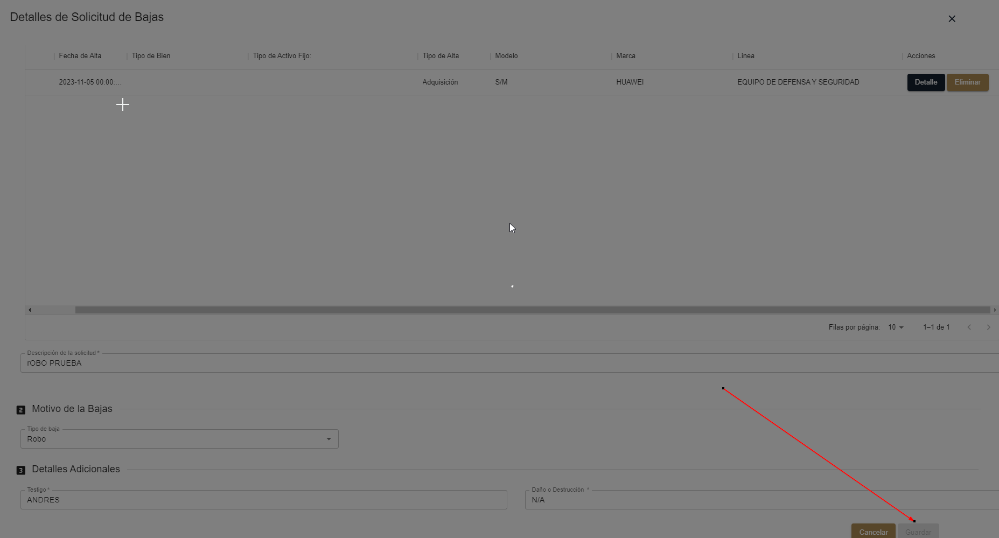 Detalles de Solicitud de Bajas
Fecha de Alta Tipo de Bien Tipo de Activo Fijo: Tipo de Alta Modelo Marca Linea Acciones
2023-11-05 00:00:... Adquisición S/M HUAWEI EQUIPO DE DEFENSA Y SEGURIDAD Detalle Eliminar
Filas por página: 10 1–1 de 1
Descripción de la solicitud *
rOBO PRUEBA
2 Motivo de la Bajas
Tipo de baja
Robo
3 Detalles Adicionales
Testigo * Daño o Destrucción *
ANDRES N/A
Cancelar Guardar